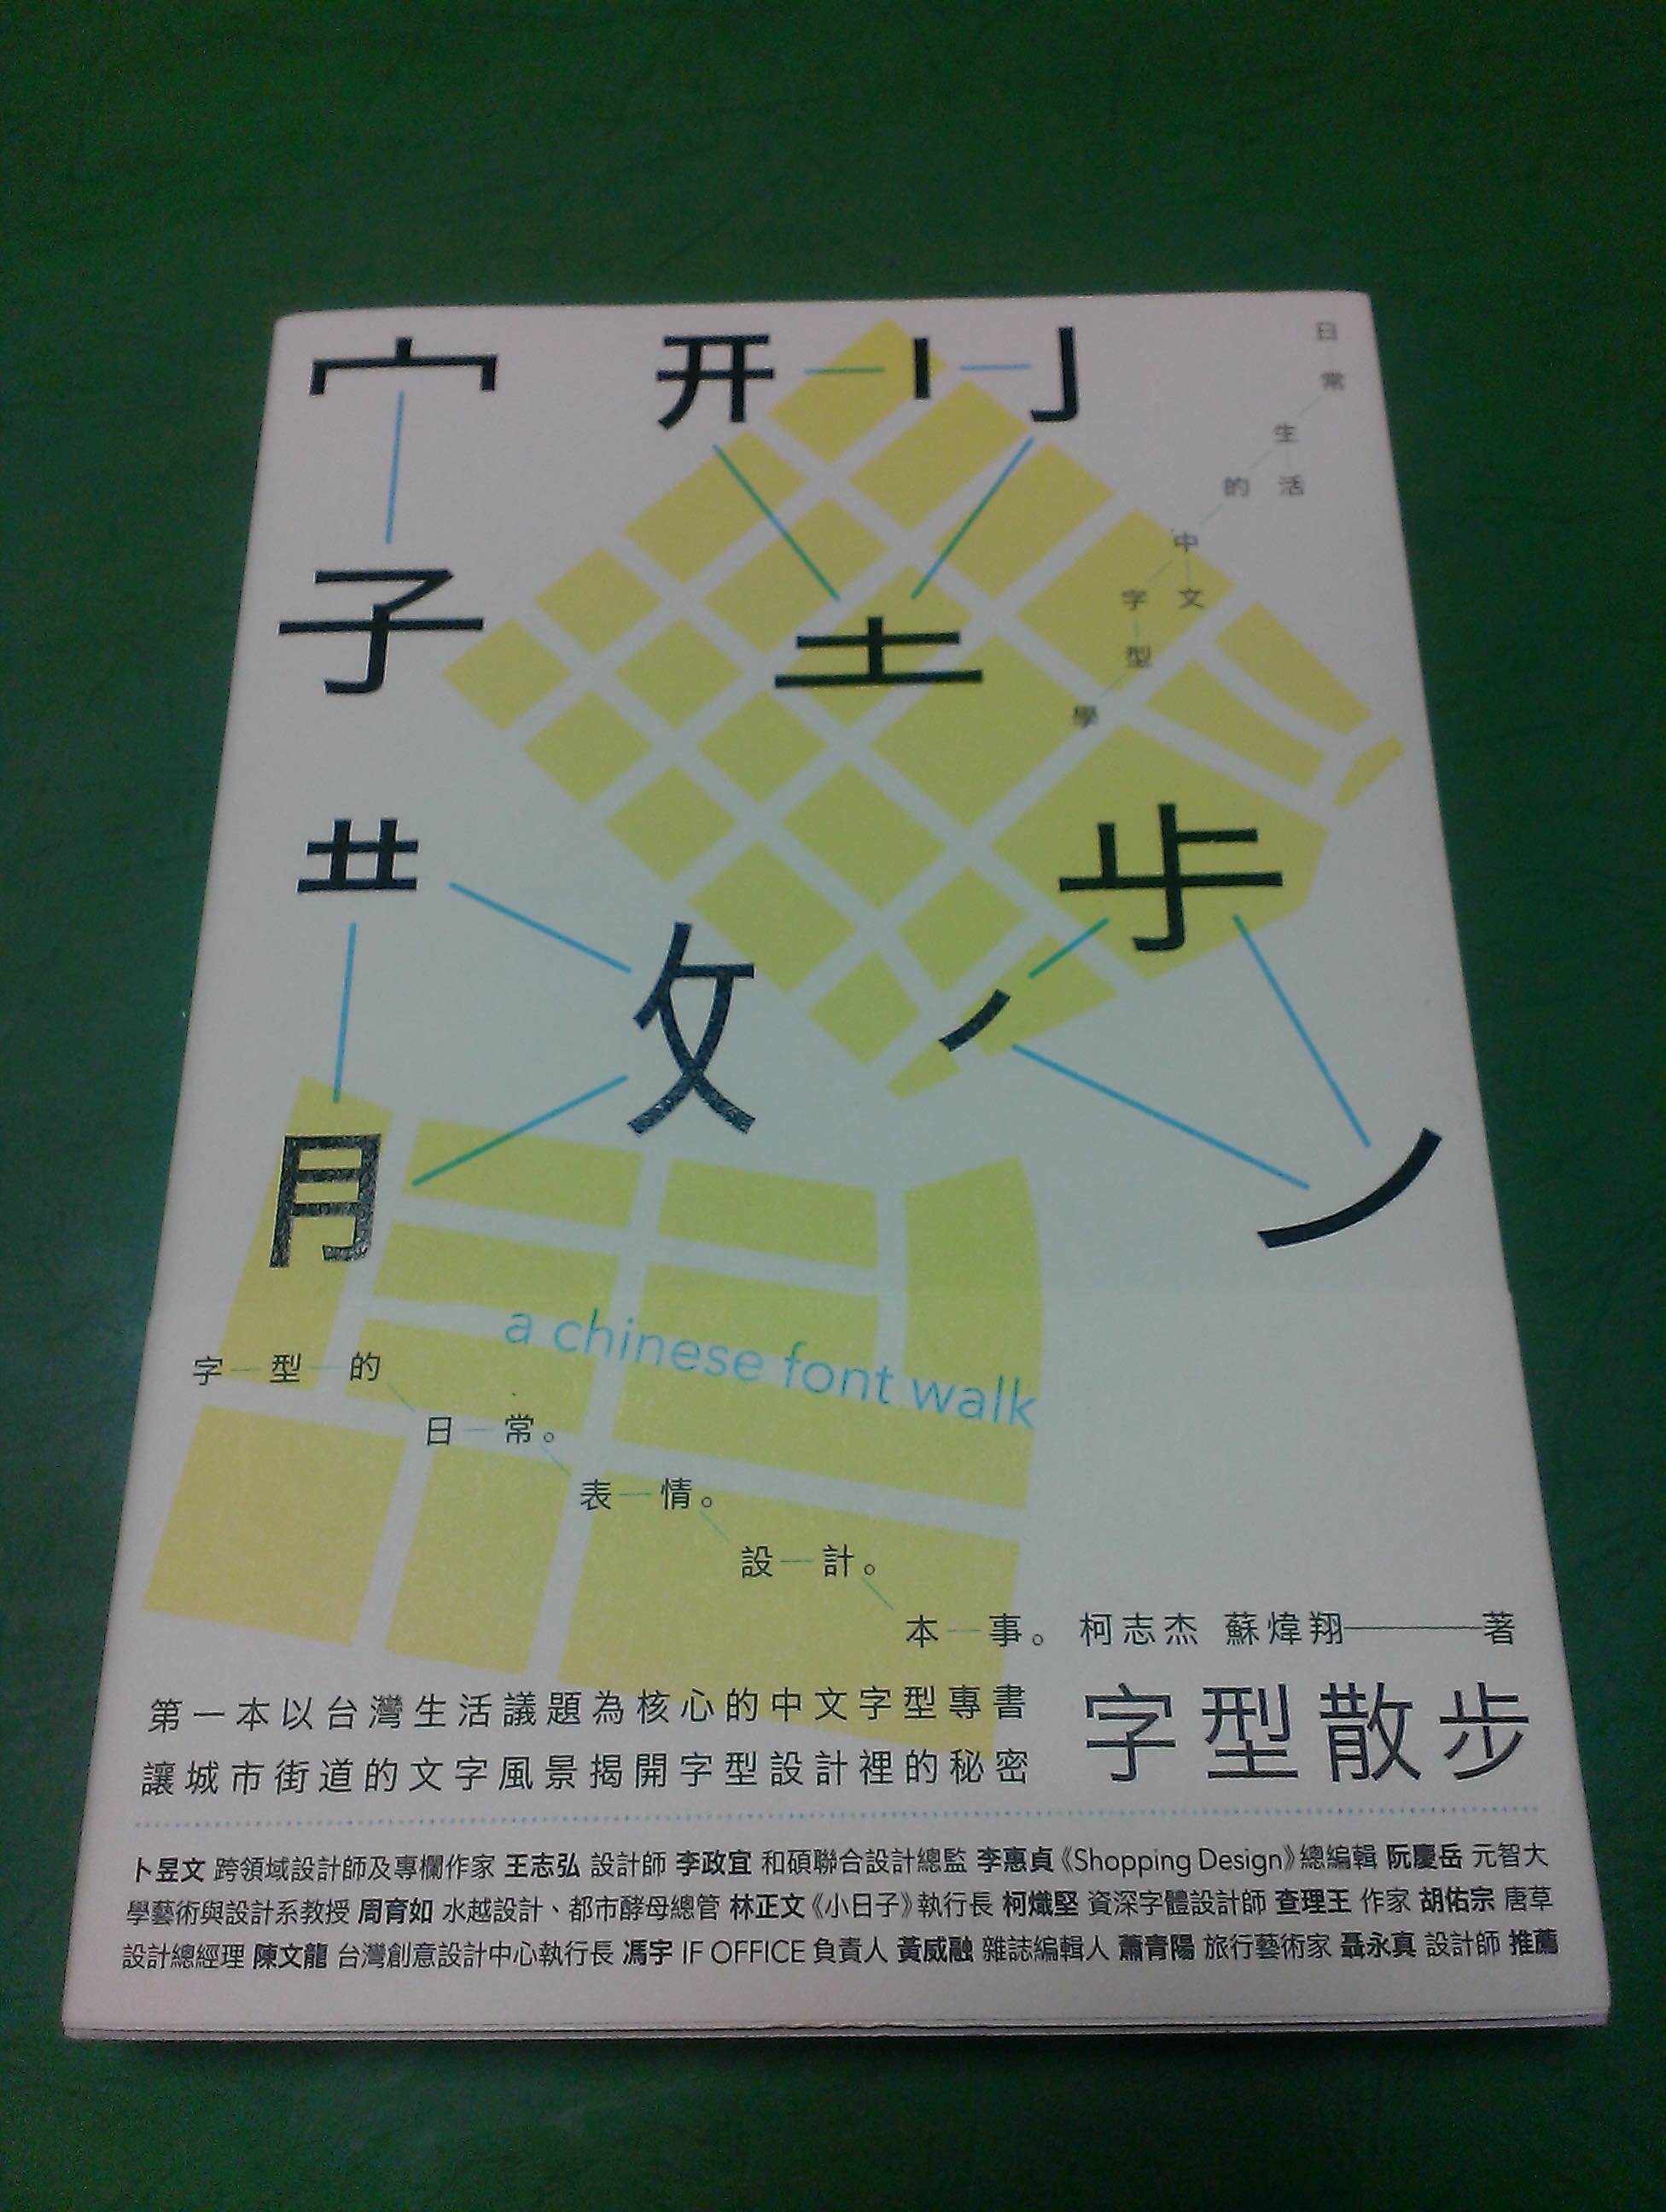 字型散步
日常生活的中文字型學
a chinese font walk
字型的
日常。
表情。
設計。
本事。 柯志杰 蘇煒翔 著
第一本以台灣生活議題為核心的中文字型專書
讓城市街道的文字風景揭開字型設計裡的秘密
字型散步
卜昱文 跨領域設計師及專欄作家 王志弘 設計師 李政宜 和碩聯合設計總監 李惠貞《Shopping Design》總編輯 阮慶岳 元智大
學藝術與設計系教授 周育如 水越設計、都市酵母總管 林正文《小日子》執行長 柯熾堅 資深字體設計師 查理王 作家 胡佑宗 唐草
設計總經理 陳文龍 台灣創意設計中心執行長 馮宇 IF OFFICE 負責人 黃威融 雜誌編輯人 蕭青陽 旅行藝術家 聶永真 設計師 推薦